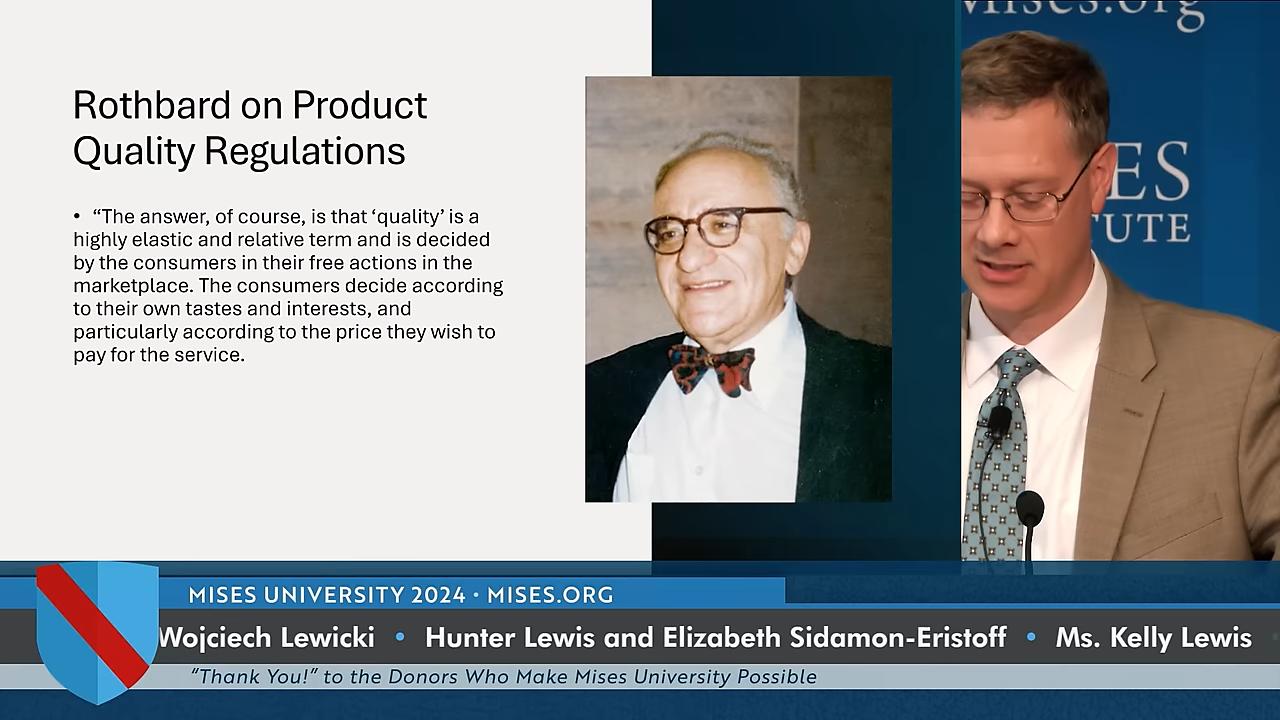 Rothbard on Product
Quality Regulations
• “The answer, of course, is that ‘quality’ is a
highly elastic and relative term and is decided
by the consumers in their free actions in the
marketplace. The consumers decide according
to their own tastes and interests, and
particularly according to the price they wish to
pay for the service.
Mises.org
ES
TUTE
MISES UNIVERSITY 2024 • MISES.ORG
Wojciech Lewicki • Hunter Lewis and Elizabeth Sidamon-Eristoff • Ms. Kelly Lewis
“Thank You!” to the Donors Who Make Mises University Possible